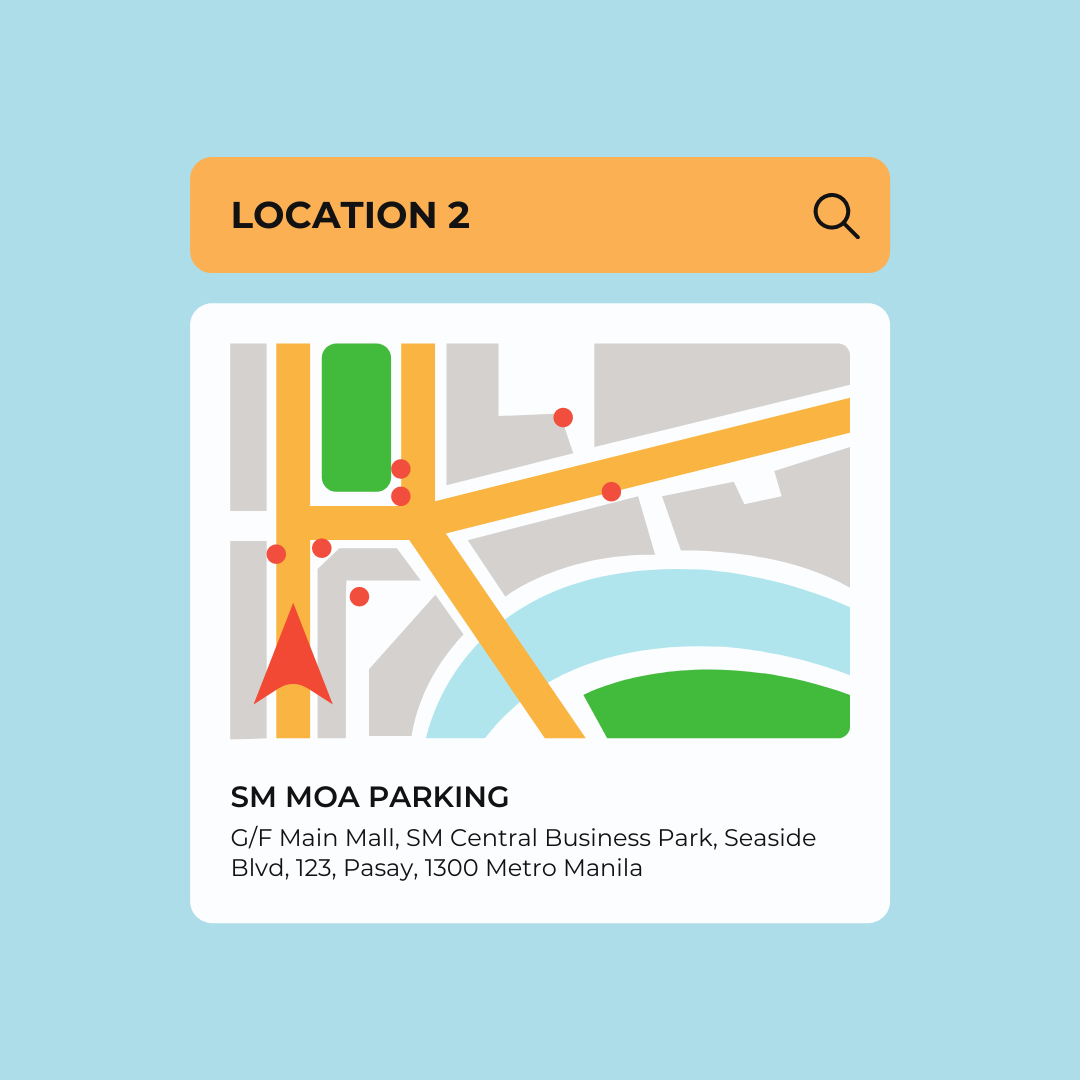 LOCATION 2
SM MOA PARKING
G/F Main Mall, SM Central Business Park, Seaside
Blvd, 123, Pasay, 1300 Metro Manila